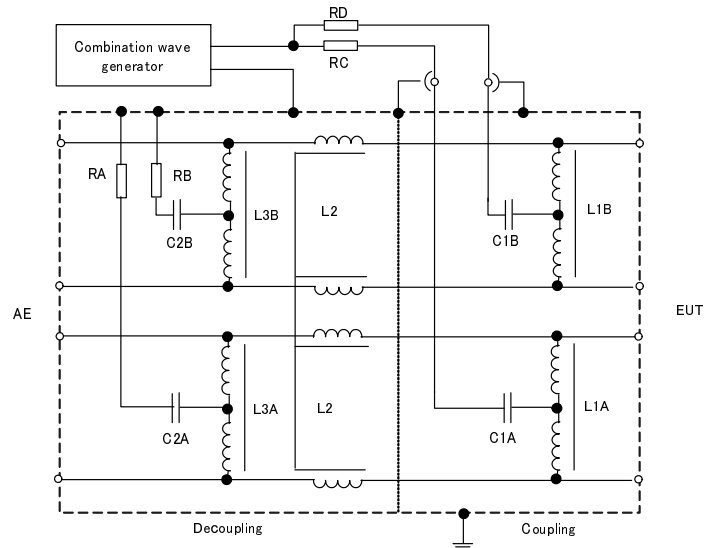 RD
Combination wave
generator
RC
RA
RB
L3B
L2
L1B
C2B
C1B
AE
EUT
L3A
L2
L1A
C2A
C1A
Decoupling
Coupling